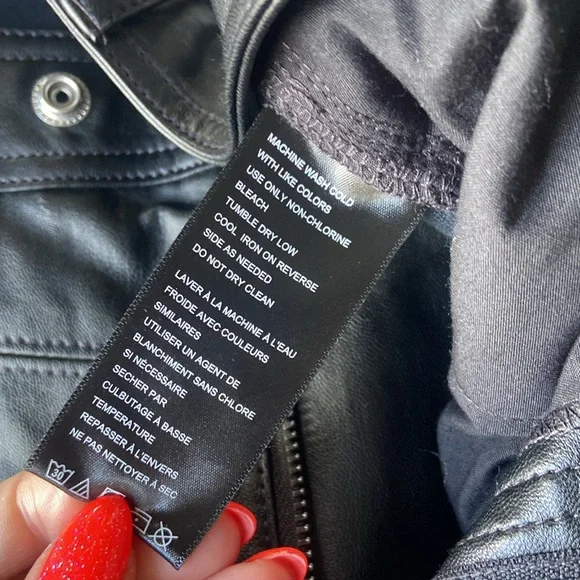 MACHINE WASH COLD
WITH LIKE COLORS
USE ONLY NON-CHLORINE
BLEACH
TUMBLE DRY LOW
COOL IRON ON REVERSE
SIDE AS NEEDED
DO NOT DRY CLEAN
LAVER À LA MACHINE À L'EAU
FROIDE AVEC COULEURS
SIMILAIRES
UTILISER UN AGENT DE
BLANCHIMENT SANS CHLORE
SI NÉCESSAIRE
SECHER PAR
CULBUTAGE À BASSE
TEMPÉRATURE
REPASSER À L'ENVERS
NE PAS NETTOYER À SEC
30